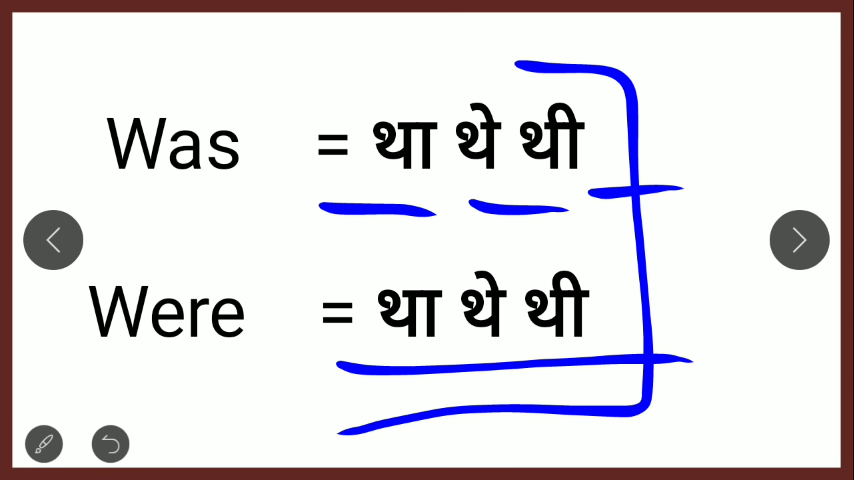 Was = था थे थी
Were = था थे थी